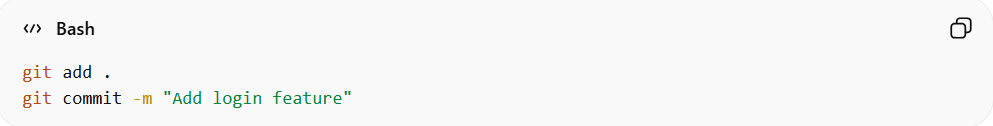 Bash
git add .
git commit -m "Add login feature"